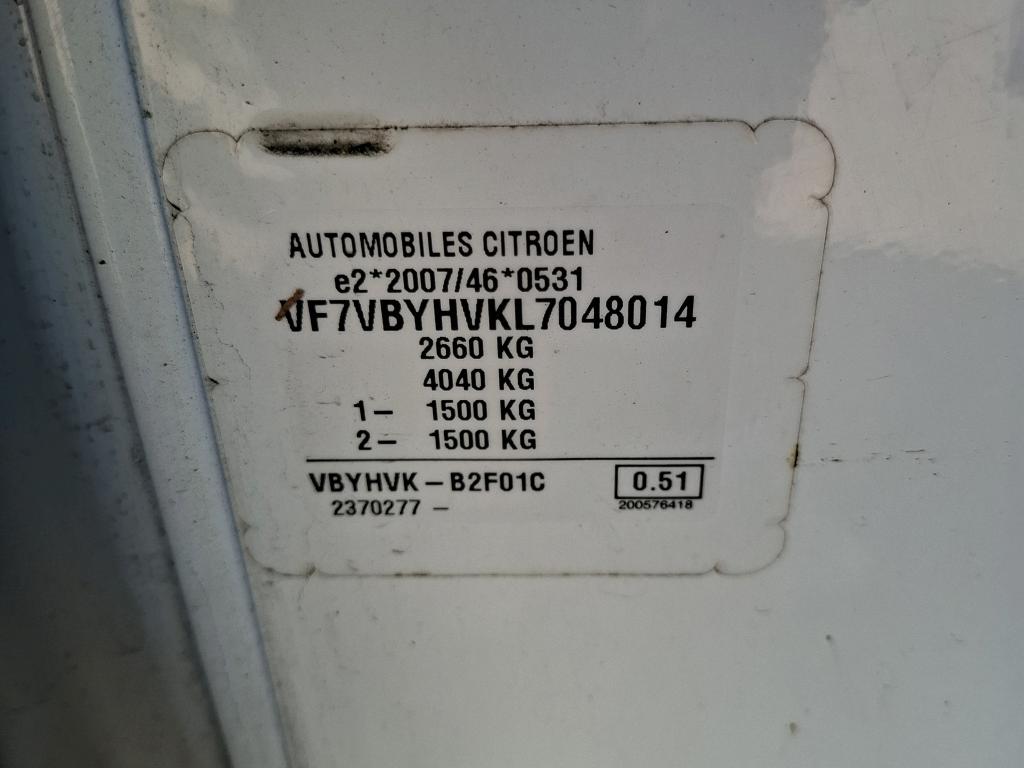 AUTOMOBILES CITROEN
e2*2007/46*0531
VF7VBYHVKL7048014
2660 KG
4040 KG
1– 1500 KG
2– 1500 KG
VBYHVK – B2F01C 0.51
2370277 – 200576418